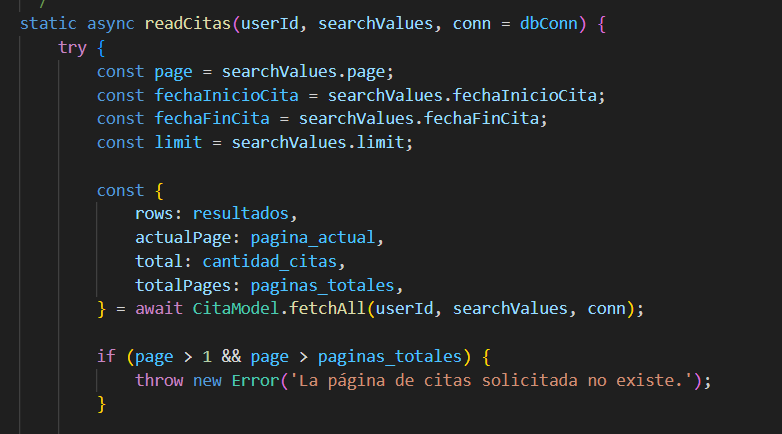 /
static async readCitas(userId, searchValues, conn = dbConn) {
try {
const page = searchValues.page;
const fechaInicioCita = searchValues.fechaInicioCita;
const fechaFinCita = searchValues.fechaFinCita;
const limit = searchValues.limit;
const {
rows: resultados,
actualPage: pagina_actual,
total: cantidad_citas,
totalPages: paginas_totales,
} = await CitaModel.fetchAll(userId, searchValues, conn);
if (page > 1 && page > paginas_totales) {
throw new Error('La página de citas solicitada no existe.');
}